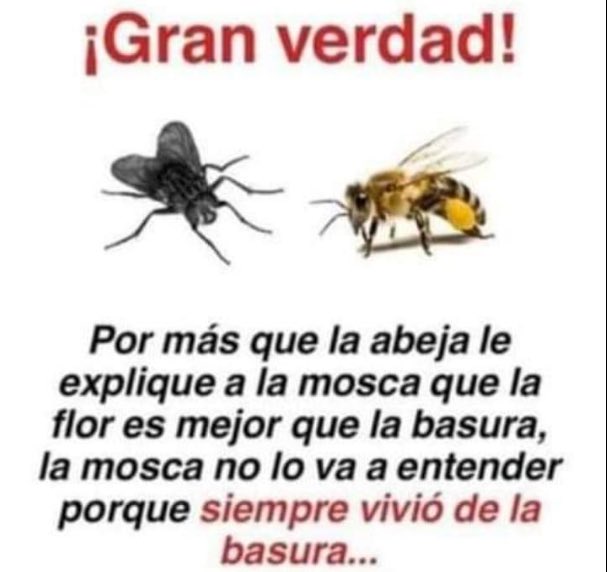 ¡Gran verdad!
Por más que la abeja le
explique a la mosca que la
flor es mejor que la basura,
la mosca no lo va a entender
porque siempre vivió de la
basura...